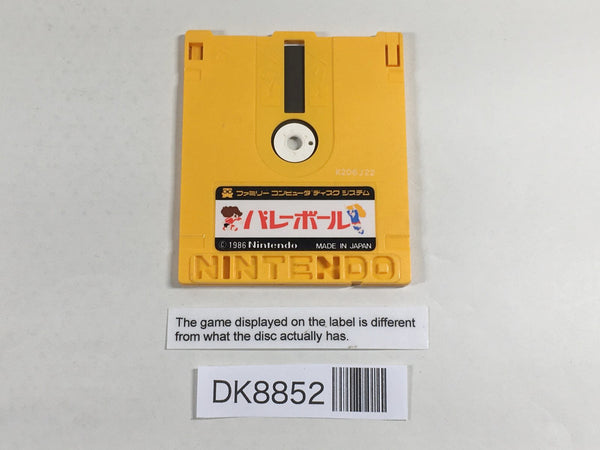 K2D6J22
ファミリー コンピュータ ディスク システム
バレーボール
© 1986 Nintendo MADE IN JAPAN
NINTENDO
The game displayed on the label is different
from what the disc actually has.
DK8852